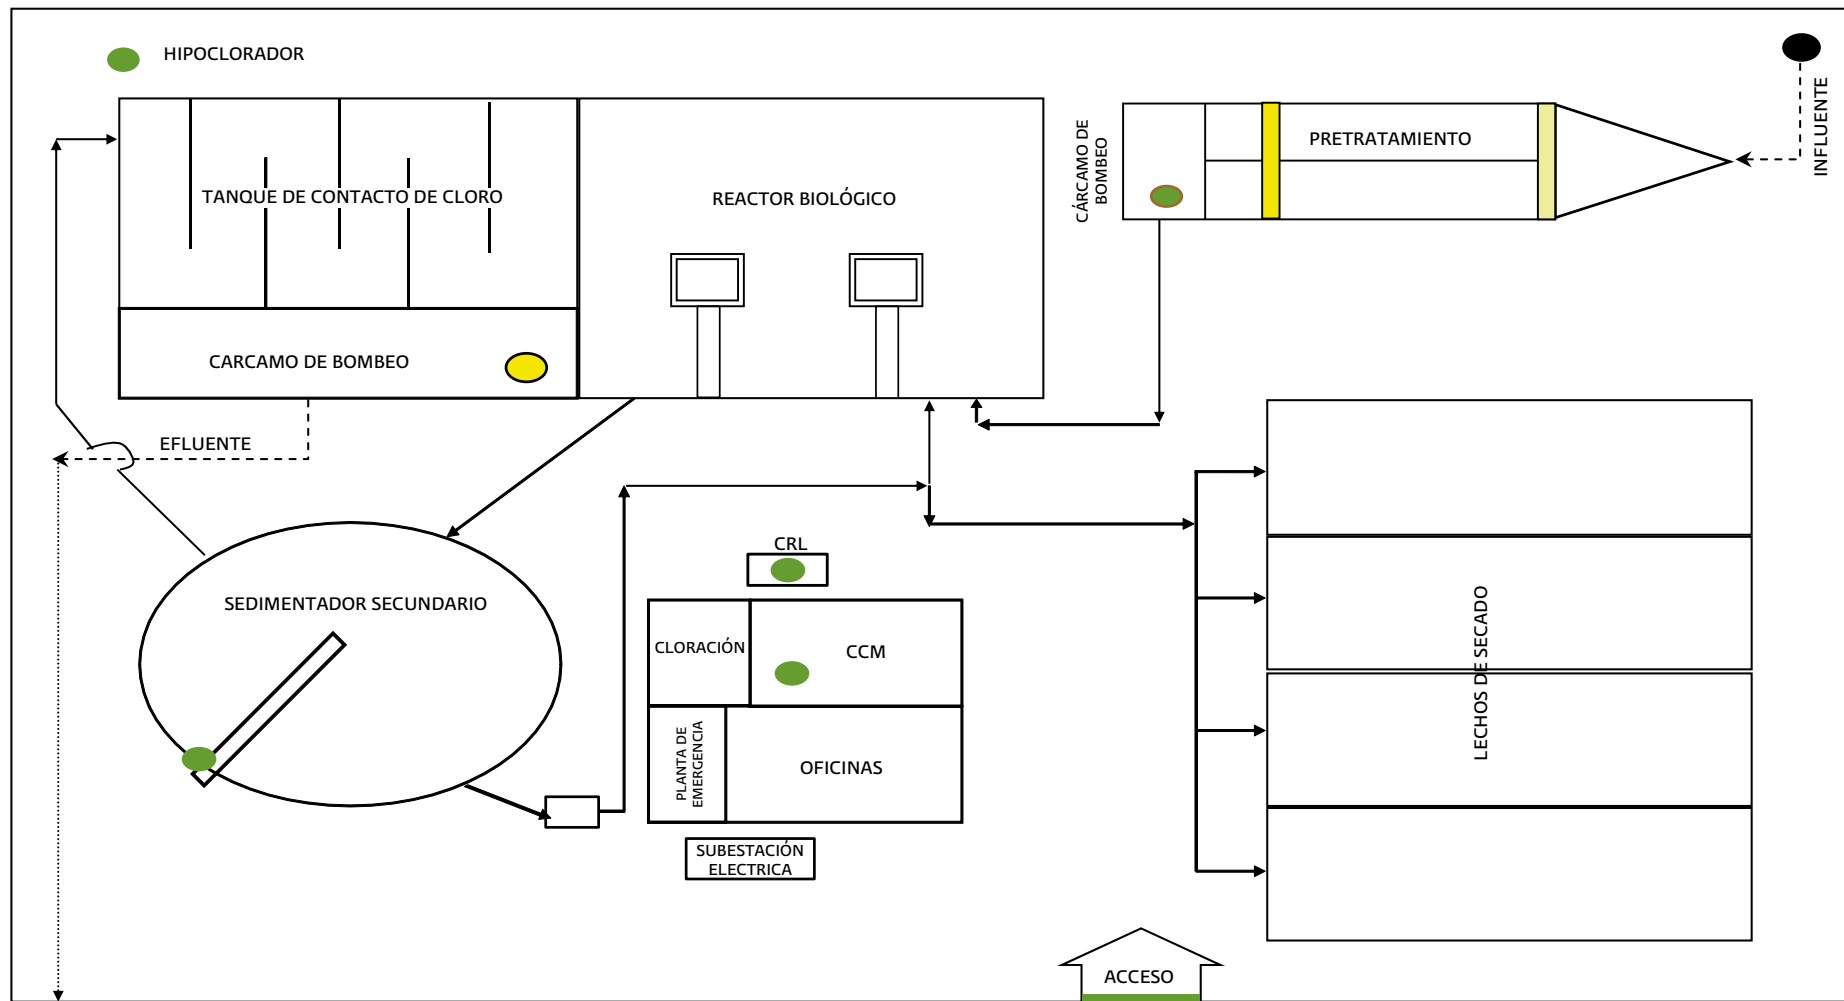 HIPOCLORADOR
INFLUENTE
CÁRCAMO DE
BOMBEO
PRETRATAMIENTO
TANQUE DE CONTACTO DE CLORO
REACTOR BIOLÓGICO
CARCAMO DE BOMBEO
EFLUENTE
CRL
SEDIMENTADOR SECUNDARIO
CLORACIÓN
CCM
LECHOS DE SECADO
PLANTA DE
EMERGENCIA
OFICINAS
SUBESTACIÓN
ELECTRICA
ACCESO